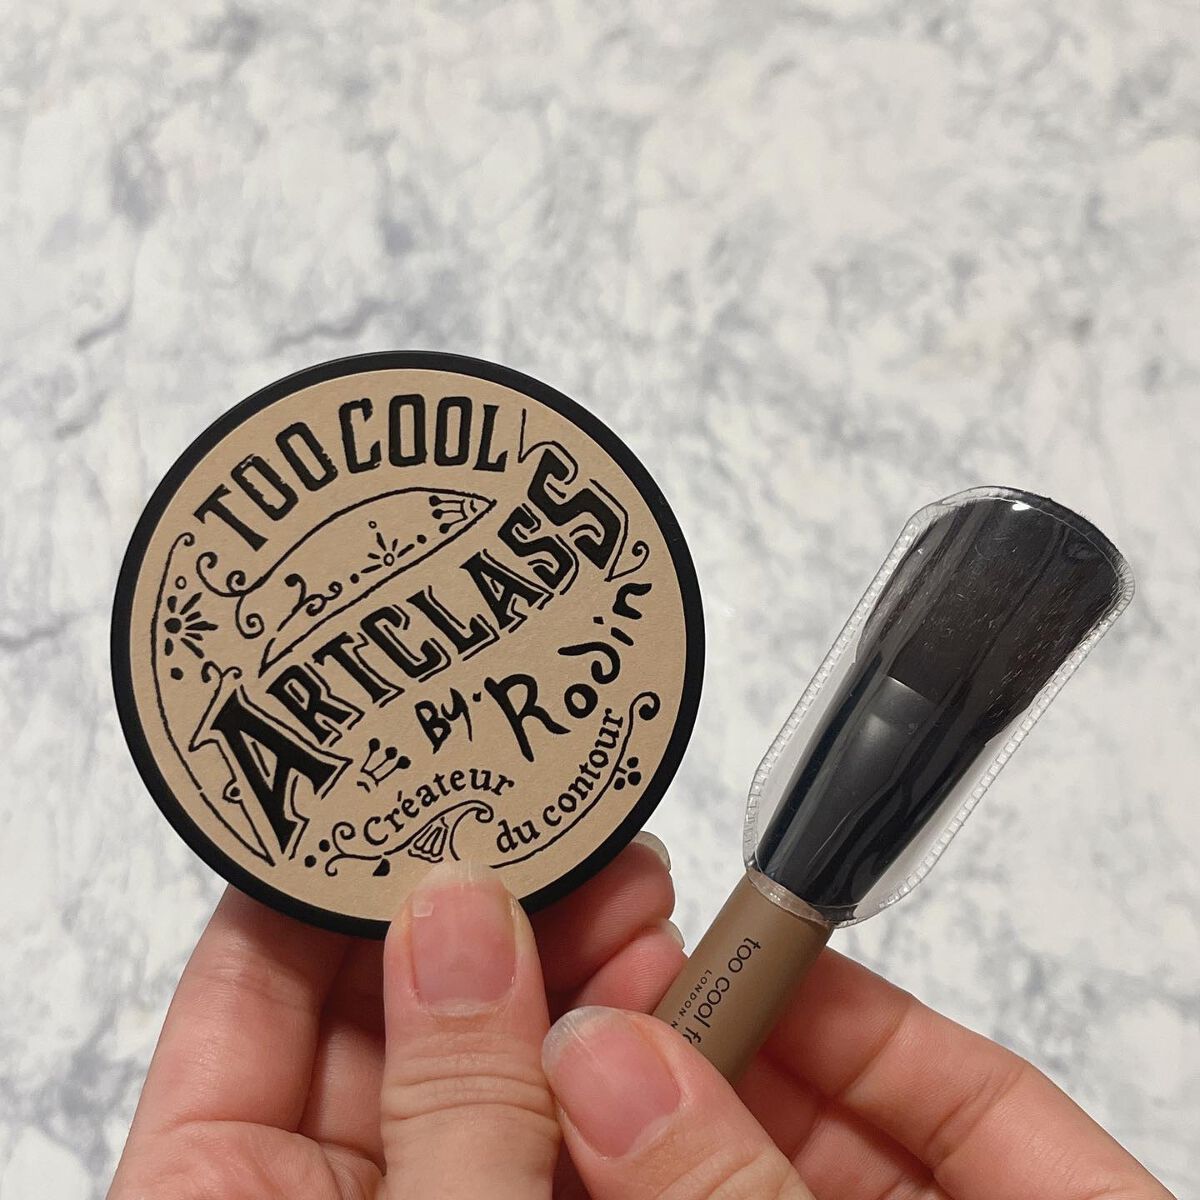 TOO COOL
ARTCLASS
By. Rodin
Créateur
du contour
too cool
LONDON